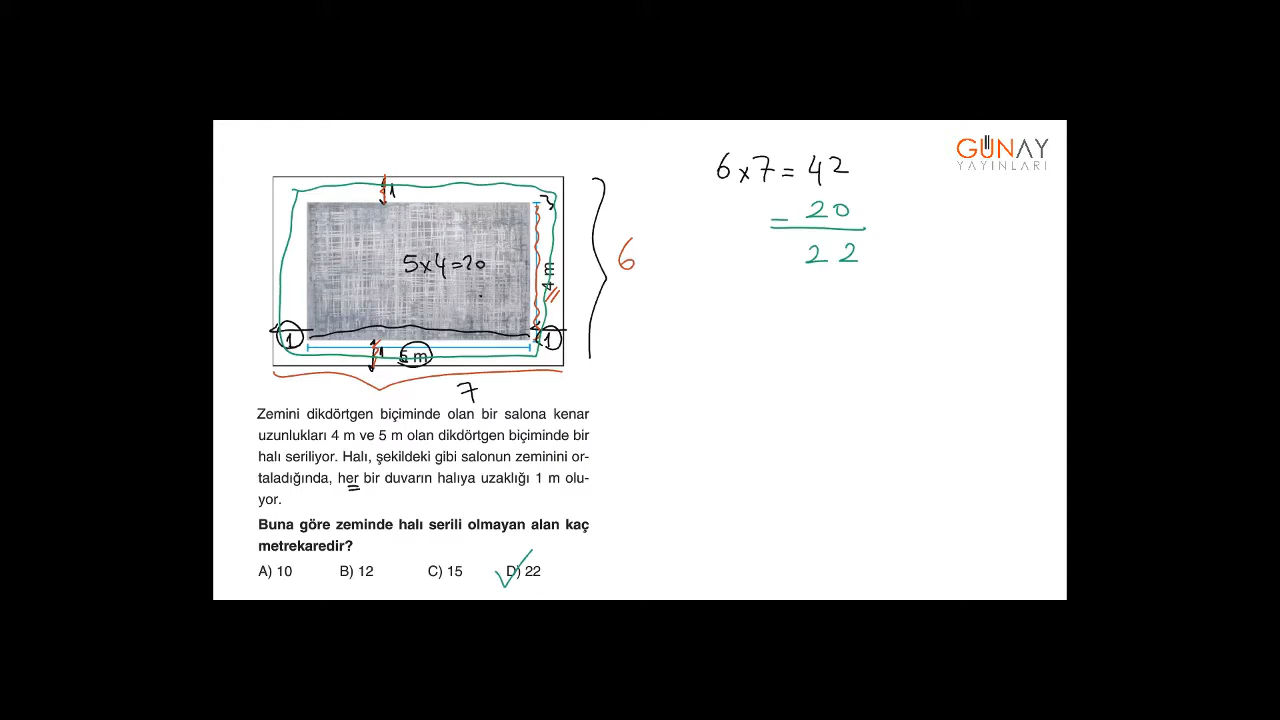 GÜNAY
YAYINLARI
6 x 7 = 42
- 20
22
1
5x4=20
4 m
6
1
1
1
5 m
7
Zemini dikdörtgen biçiminde olan bir salona kenar
uzunlukları 4 m ve 5 m olan dikdörtgen biçiminde bir
halı seriliyor. Halı, şekildeki gibi salonun zeminini or-
taladığında, her bir duvarın halıya uzaklığı 1 m olu-
yor.
Buna göre zeminde halı serili olmayan alan kaç
metrekaredir?
A) 10 B) 12 C) 15 D) 22